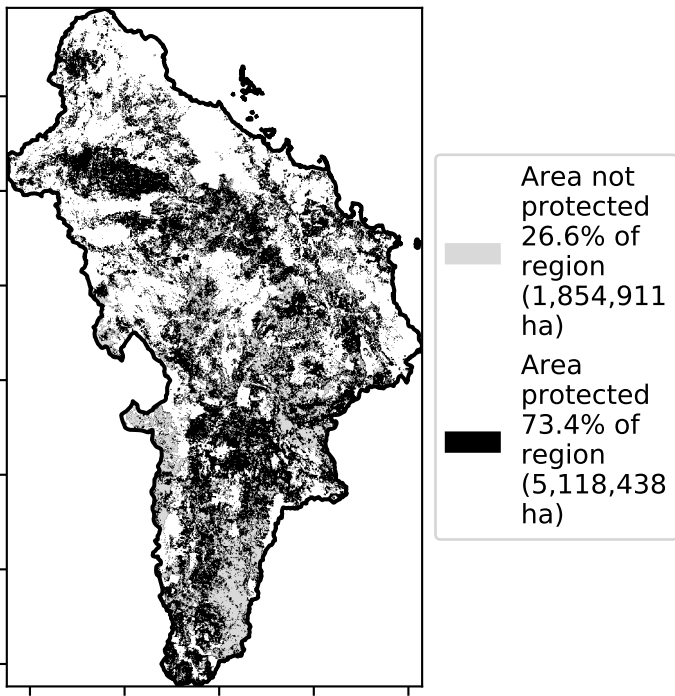 Area not
protected
26.6% of
region
(1,854,911
ha)
Area
protected
73.4% of
region
(5,118,438
ha)